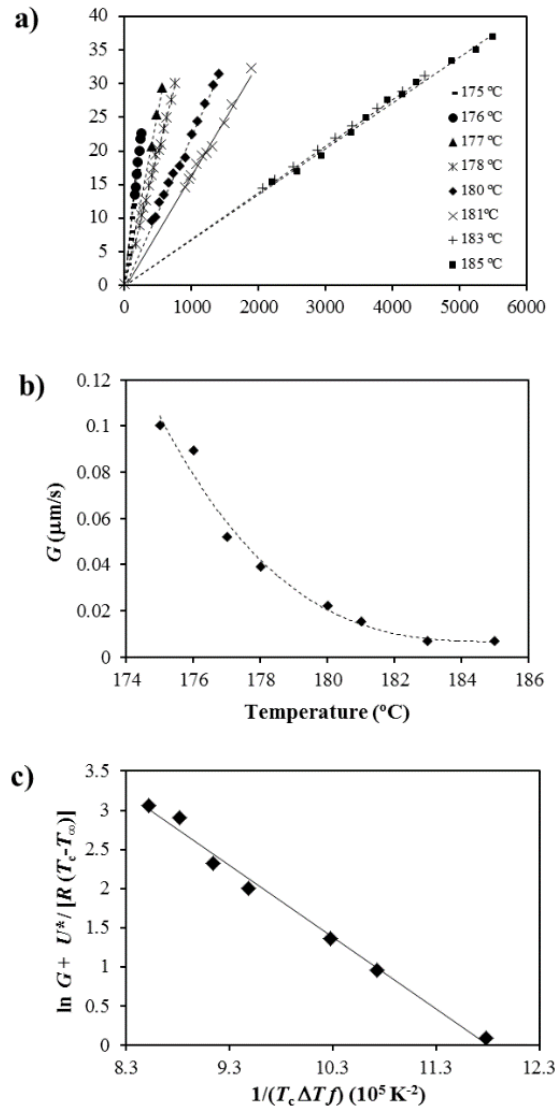 a)
40
35
30
25
20
15
10
5
0
175 ºC
176 ºC
177 ºC
178 ºC
180 ºC
181ºC
183 ºC
185 ºC
0 1000 2000 3000 4000 5000 6000
b)
0.12
0.1
0.08
0.06
0.04
0.02
0
G (µm/s)
174 176 178 180 182 184 186
Temperature (ºC)
c)
3.5
3
2.5
2
1.5
1
0.5
0
ln G + U*/[R (Tc-T∞)]
8.3 9.3 10.3 11.3 12.3
1/(Tc ΔT f) (10⁵ K⁻²)